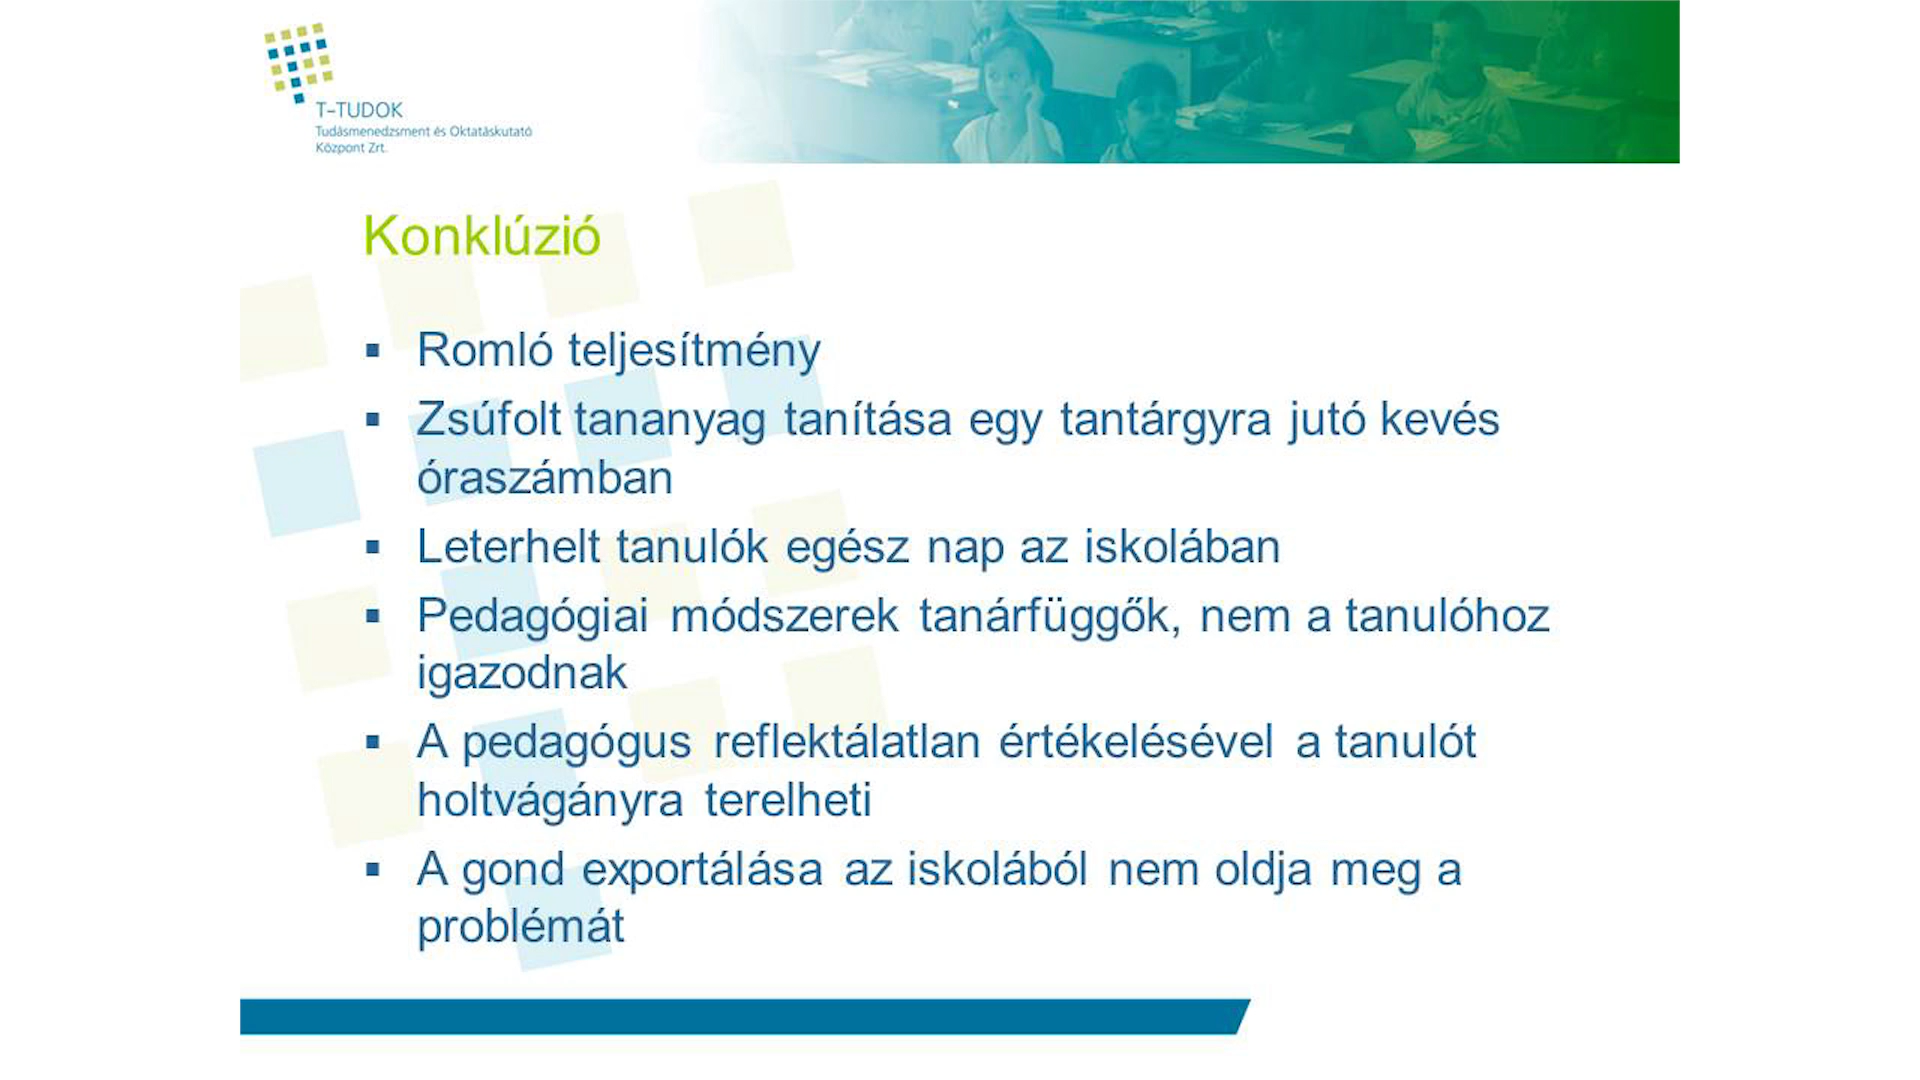 T-TUDOK
Tudásmenedzsment és Oktatáskutató
Központ Zrt.
Konklúzió
▪ Romló teljesítmény
▪ Zsúfolt tananyag tanítása egy tantárgyra jutó kevés
óraszámban
▪ Leterhelt tanulók egész nap az iskolában
▪ Pedagógiai módszerek tanárfüggők, nem a tanulóhoz
igazodnak
▪ A pedagógus reflektálatlan értékelésével a tanulót
holtvágányra terelheti
▪ A gond exportálása az iskolából nem oldja meg a
problémát